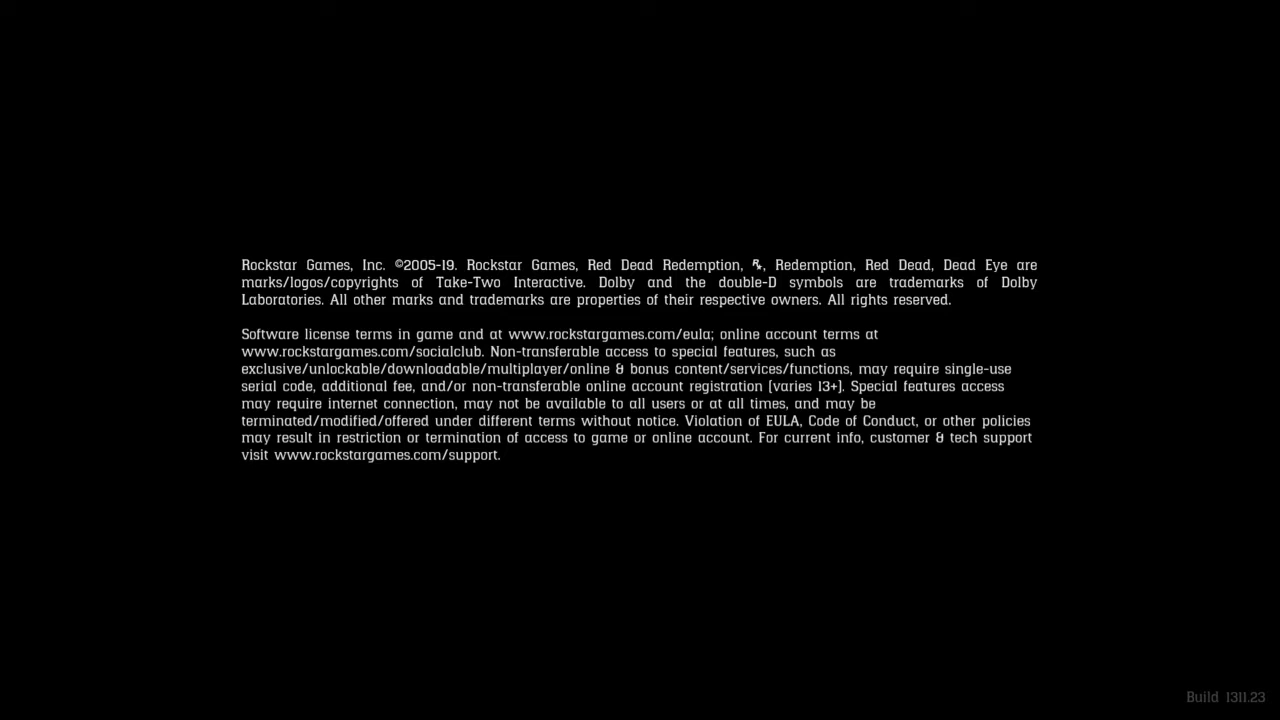 Rockstar Games, Inc. ©2005-19. Rockstar Games, Red Dead Redemption, R*, Redemption, Red Dead, Dead Eye are
marks/logos/copyrights of Take-Two Interactive. Dolby and the double-D symbols are trademarks of Dolby
Laboratories. All other marks and trademarks are properties of their respective owners. All rights reserved.
Software license terms in game and at www.rockstargames.com/eula; online account terms at
www.rockstargames.com/socialclub. Non-transferable access to special features, such as
exclusive/unlockable/downloadable/multiplayer/online & bonus content/services/functions, may require single-use
serial code, additional fee, and/or non-transferable online account registration [varies 13+]. Special features access
may require internet connection, may not be available to all users or at all times, and may be
terminated/modified/offered under different terms without notice. Violation of EULA, Code of Conduct, or other policies
may result in restriction or termination of access to game or online account. For current info, customer & tech support
visit www.rockstargames.com/support.
Build 1311.23